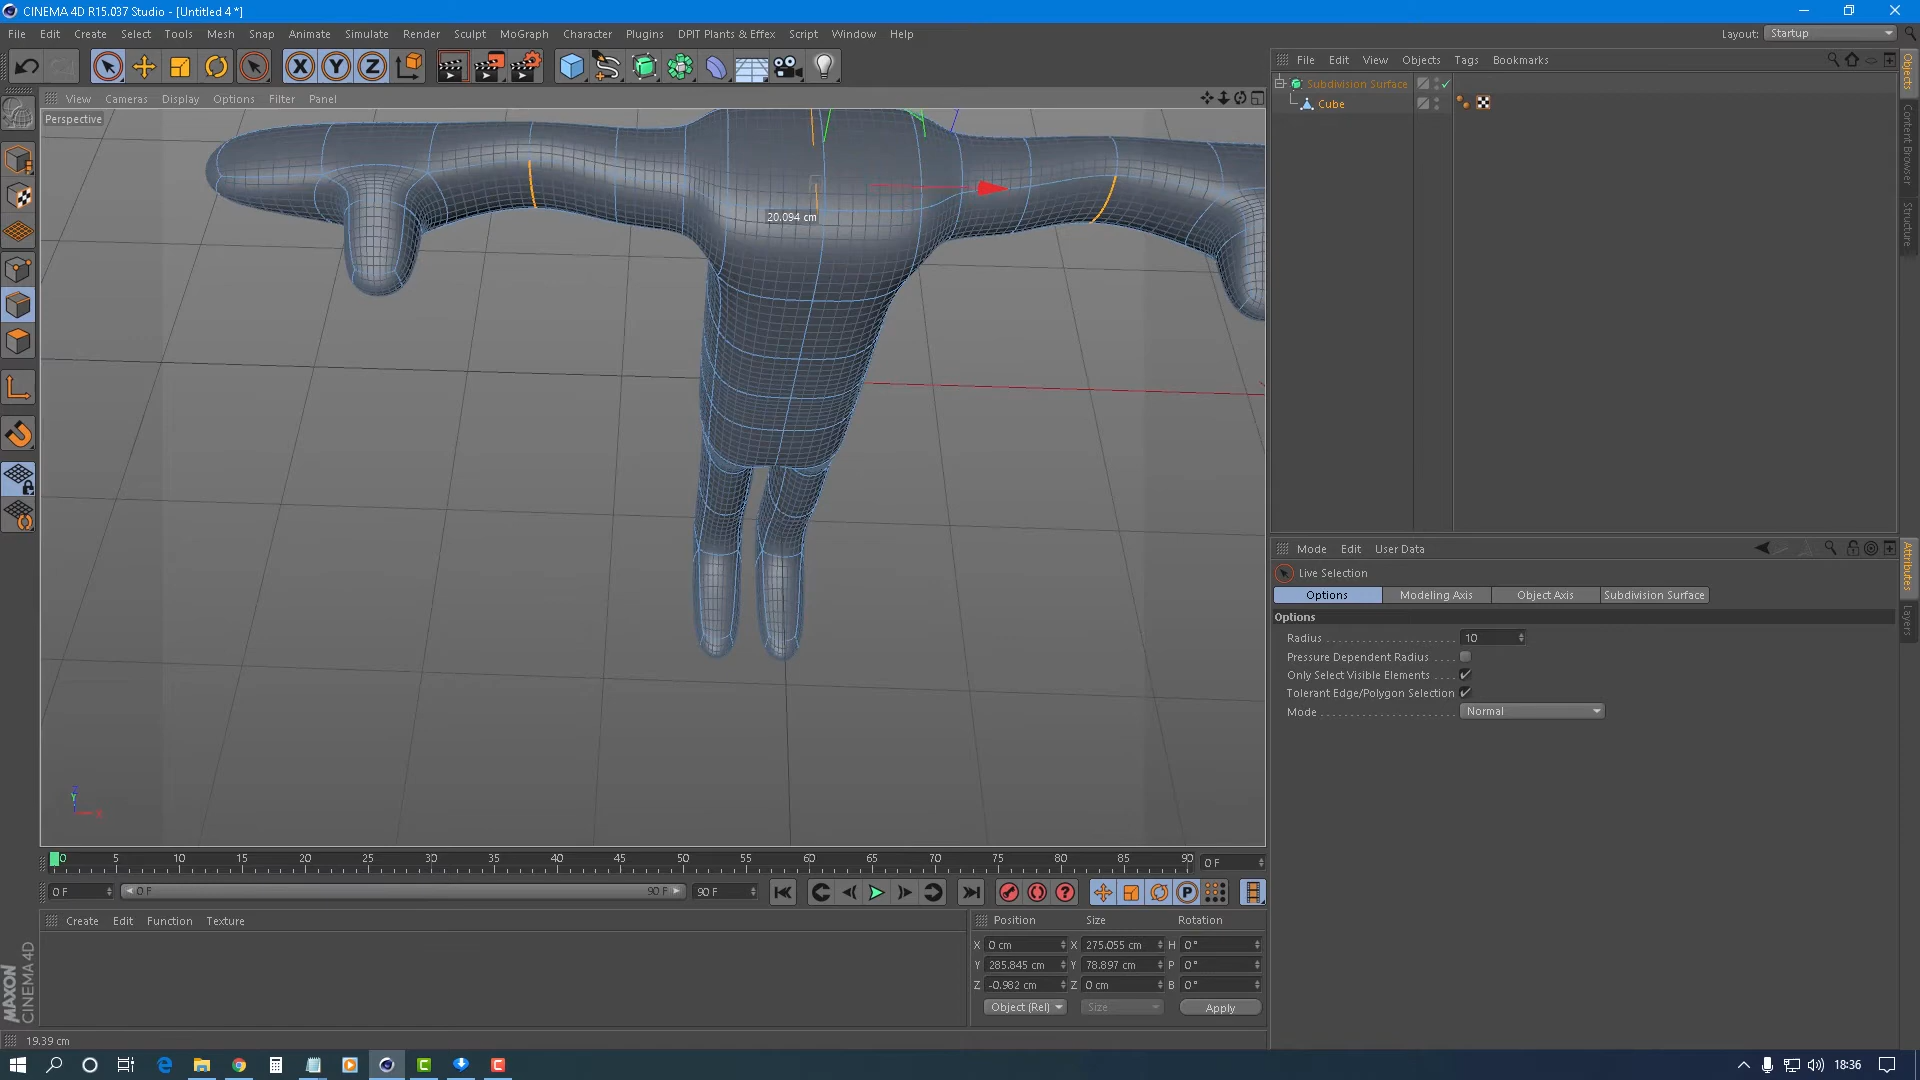 CINEMA 4D R15.037 Studio - [Untitled 4 *]
File Edit Create Select Tools Mesh Snap Animate Simulate Render Sculpt MoGraph Character Plugins DPIT Plants & Effex Script Window Help
Layout: Startup
X Y Z
View Cameras Display Options Filter Panel
Perspective
20.094 cm
Y
X
File Edit View Objects Tags Bookmarks
Subdivision Surface
Cube
Objects
Content Browser
Structure
Mode Edit User Data
Live Selection
Options Modeling Axis Object Axis Subdivision Surface
Options
Radius 10
Pressure Dependent Radius
Only Select Visible Elements
Tolerant Edge/Polygon Selection
Mode Normal
Attributes
Layers
0 5 10 15 20 25 30 35 40 45 50 55 60 65 70 75 80 85 90 0 F
0 F 0 F 90 F 90 F
P
Create Edit Function Texture
Position Size Rotation
X 0 cm X 275.055 cm H 0°
Y 285.845 cm Y 78.897 cm P 0°
Z -0.982 cm Z 0 cm B 0°
Object (Rel) Size Apply
MAXON
CINEMA 4D
19.39 cm
18:36